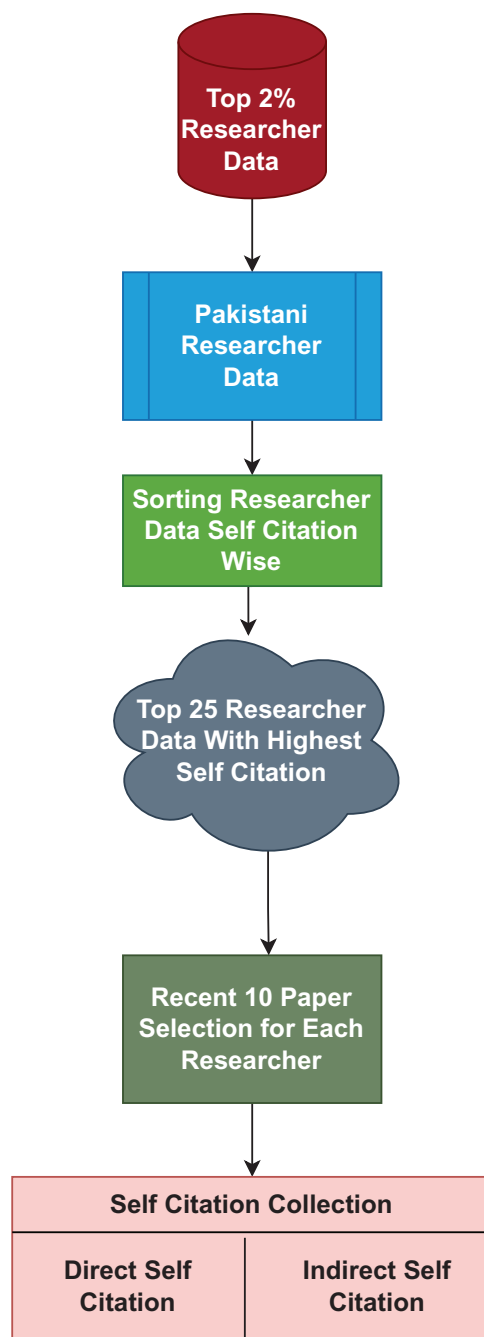 Top 2%
Researcher
Data
Pakistani
Researcher
Data
Sorting Researcher
Data Self Citation
Wise
Top 25 Researcher
Data With Highest
Self Citation
Recent 10 Paper
Selection for Each
Researcher
Self Citation Collection
Direct Self
Citation
Indirect Self
Citation